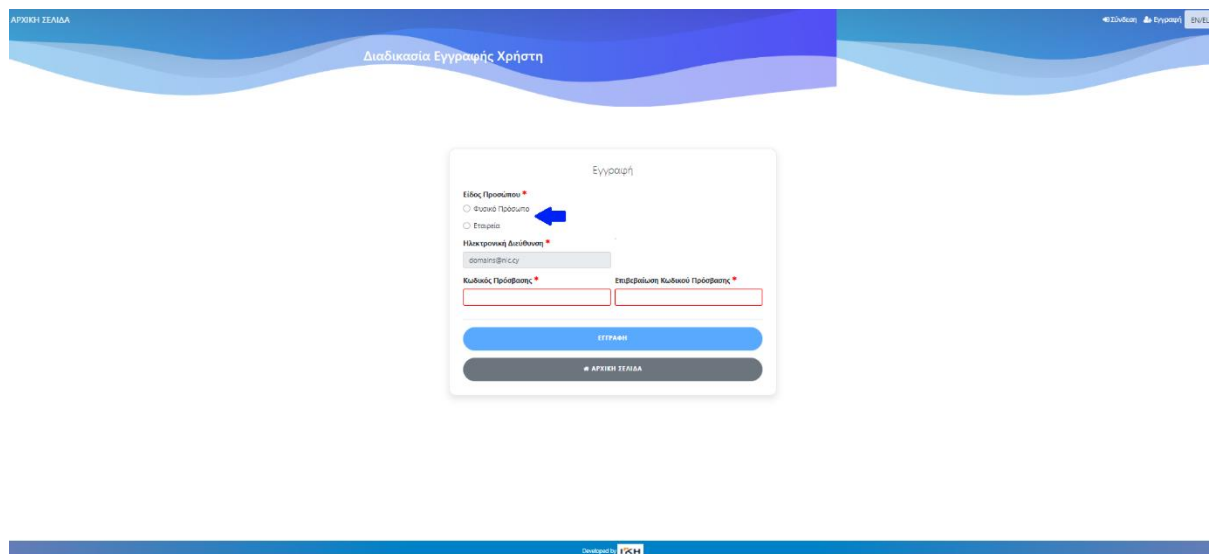 ΑΡΧΙΚΗ ΣΕΛΙΔΑ
Σύνδεση Εγγραφή EN/EL
Διαδικασία Εγγραφής Χρήστη
Εγγραφή
Είδος Προσώπου *
Φυσικό Πρόσωπο
Εταιρεία
Ηλεκτρονική Διεύθυνση *
domains@nic.cy
Κωδικός Πρόσβασης * Επιβεβαίωση Κωδικού Πρόσβασης *
ΕΓΓΡΑΦΗ
ΑΡΧΙΚΗ ΣΕΛΙΔΑ
Developed by